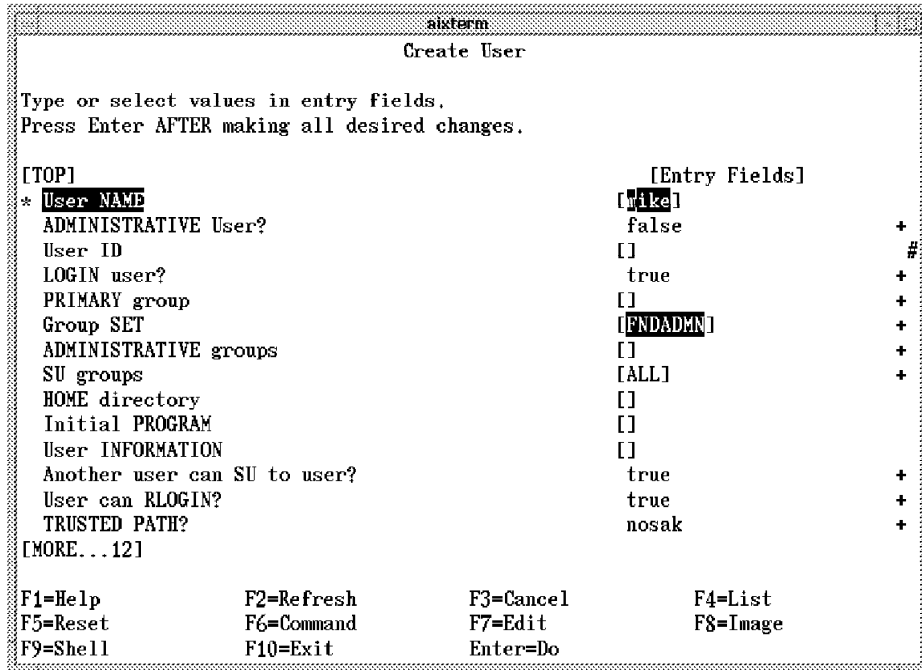 aixterm
Create User
Type or select values in entry fields.
Press Enter AFTER making all desired changes.
[TOP] [Entry Fields]
* User NAME [mike]
ADMINISTRATIVE User? false +
User ID [] #
LOGIN user? true +
PRIMARY group [] +
Group SET [FNDADMN] +
ADMINISTRATIVE groups [] +
SU groups [ALL] +
HOME directory []
Initial PROGRAM []
User INFORMATION []
Another user can SU to user? true +
User can RLOGIN? true +
TRUSTED PATH? nosak +
[MORE...12]
F1=Help F2=Refresh F3=Cancel F4=List
F5=Reset F6=Command F7=Edit F8=Image
F9=Shell F10=Exit Enter=Do